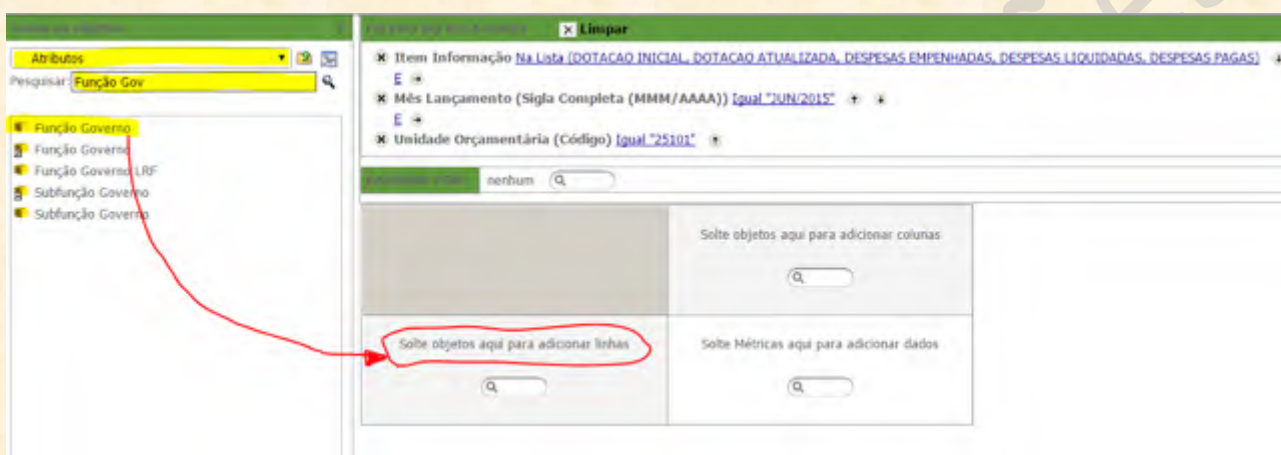 Atributos
Pesquisar: Função Gov
Função Governo
Função Governo
Função Governo LRF
Subfunção Governo
Subfunção Governo
Limpar
Item Informação Na Lista (DOTACAO INICIAL, DOTACAO ATUALIZADA, DESPESAS EMPENHADAS, DESPESAS LIQUIDADAS, DESPESAS PAGAS)
E
Mês Lançamento (Sigla Completa (MMM/AAAA)) Igual "JUN/2015"
E
Unidade Orçamentária (Código) Igual "25101"
nenhum
Solte objetos aqui para adicionar colunas
Solte objetos aqui para adicionar linhas
Solte Métricas aqui para adicionar dados